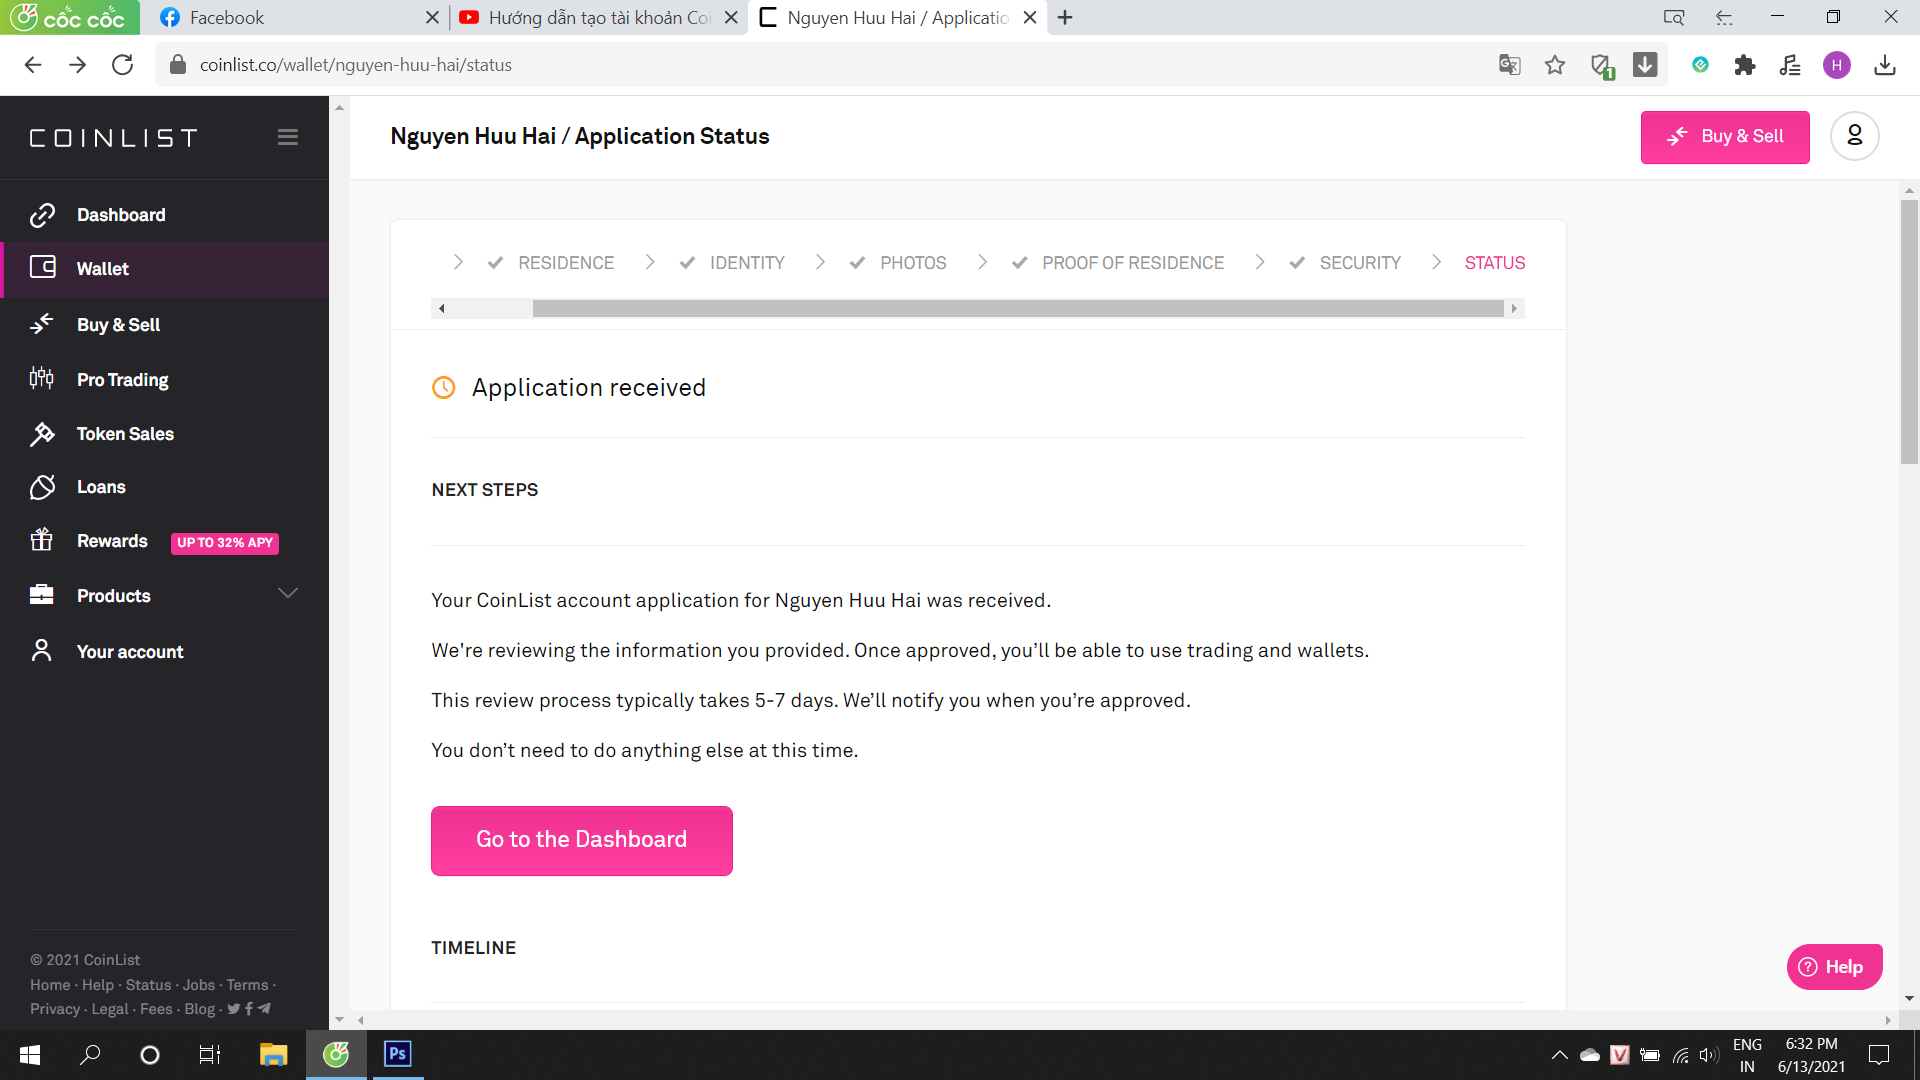 cốc cốc
Facebook
Hướng dẫn tạo tài khoản Coi
Nguyen Huu Hai / Applicatio
coinlist.co/wallet/nguyen-huu-hai/status
1
H
COINLIST
Nguyen Huu Hai / Application Status
Buy & Sell
Dashboard
Wallet
Buy & Sell
Pro Trading
Token Sales
Loans
Rewards UP TO 32% APY
Products
Your account
© 2021 CoinList
Home · Help · Status · Jobs · Terms ·
Privacy · Legal · Fees · Blog ·
RESIDENCE IDENTITY PHOTOS PROOF OF RESIDENCE SECURITY STATUS
Application received
NEXT STEPS
Your CoinList account application for Nguyen Huu Hai was received.
We're reviewing the information you provided. Once approved, you’ll be able to use trading and wallets.
This review process typically takes 5-7 days. We’ll notify you when you’re approved.
You don’t need to do anything else at this time.
Go to the Dashboard
TIMELINE
Help
Ps
V
ENG
IN
6:32 PM
6/13/2021